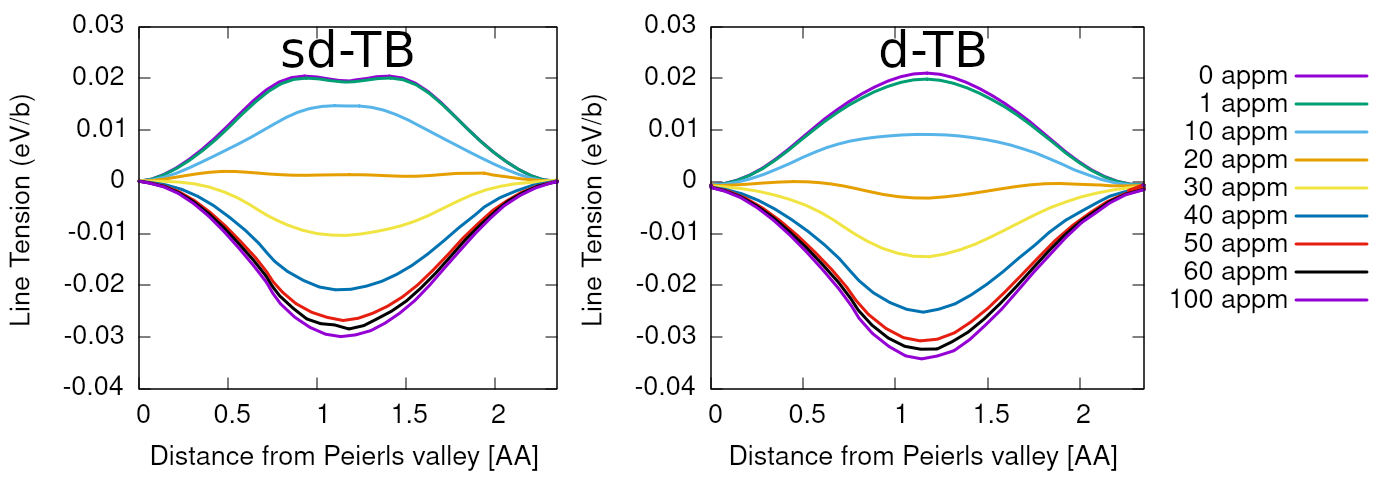 sd-TB
0.03
0.02
0.01
0
-0.01
-0.02
-0.03
-0.04
Line Tension (eV/b)
0 0.5 1 1.5 2
Distance from Peierls valley [AA]
d-TB
0.03
0.02
0.01
0
-0.01
-0.02
-0.03
-0.04
Line Tension (eV/b)
0 0.5 1 1.5 2
Distance from Peierls valley [AA]
0 appm
1 appm
10 appm
20 appm
30 appm
40 appm
50 appm
60 appm
100 appm